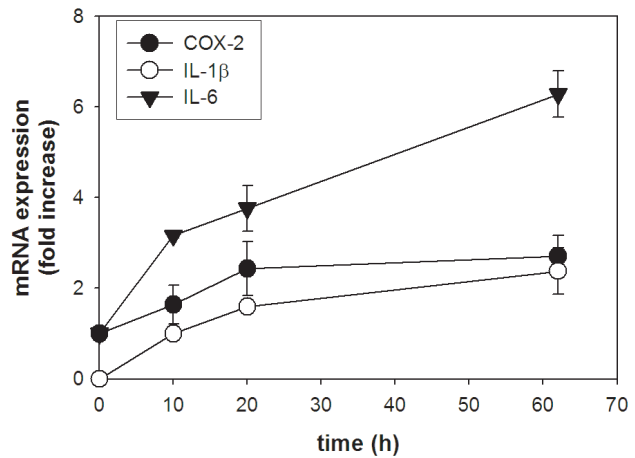 mRNA expression
(fold increase)
8
6
4
2
0
COX-2
IL-1β
IL-6
0 10 20 30 40 50 60 70
time (h)